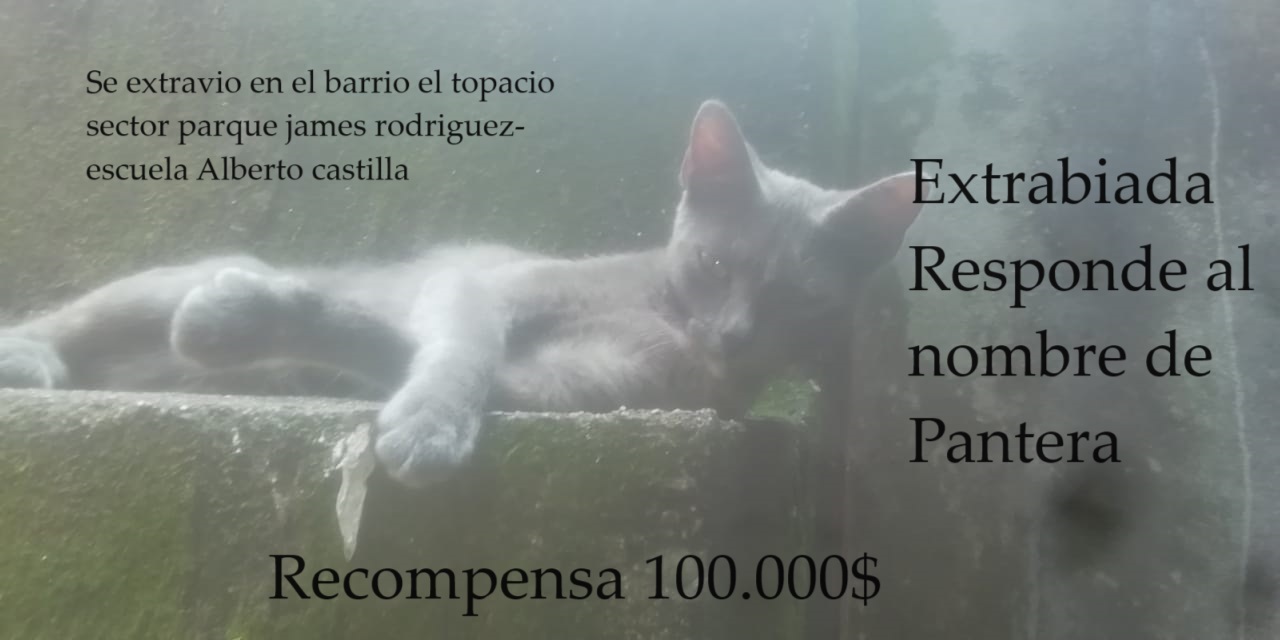 Se extravio en el barrio el topacio
sector parque james rodriguez-
escuela Alberto castilla
Extrabiada
Responde al
nombre de
Pantera
Recompensa 100.000$